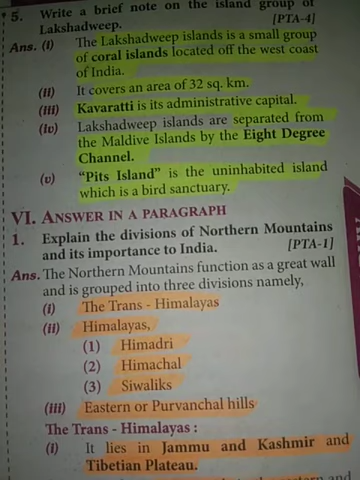 5. Write a brief note on the island group of
Lakshadweep. [PTA-4]
Ans. (i) The Lakshadweep islands is a small group
of coral islands located off the west coast
of India.
(ii) It covers an area of 32 sq. km.
(iii) Kavaratti is its administrative capital.
(iv) Lakshadweep islands are separated from
the Maldive Islands by the Eight Degree
Channel.
(v) “Pits Island” is the uninhabited island
which is a bird sanctuary.
VI. ANSWER IN A PARAGRAPH
1. Explain the divisions of Northern Mountains
and its importance to India. [PTA-1]
Ans. The Northern Mountains function as a great wall
and is grouped into three divisions namely,
(i) The Trans - Himalayas
(ii) Himalayas,
(1) Himadri
(2) Himachal
(3) Siwaliks
(iii) Eastern or Purvanchal hills
The Trans - Himalayas :
(i) It lies in Jammu and Kashmir and
Tibetian Plateau.
and